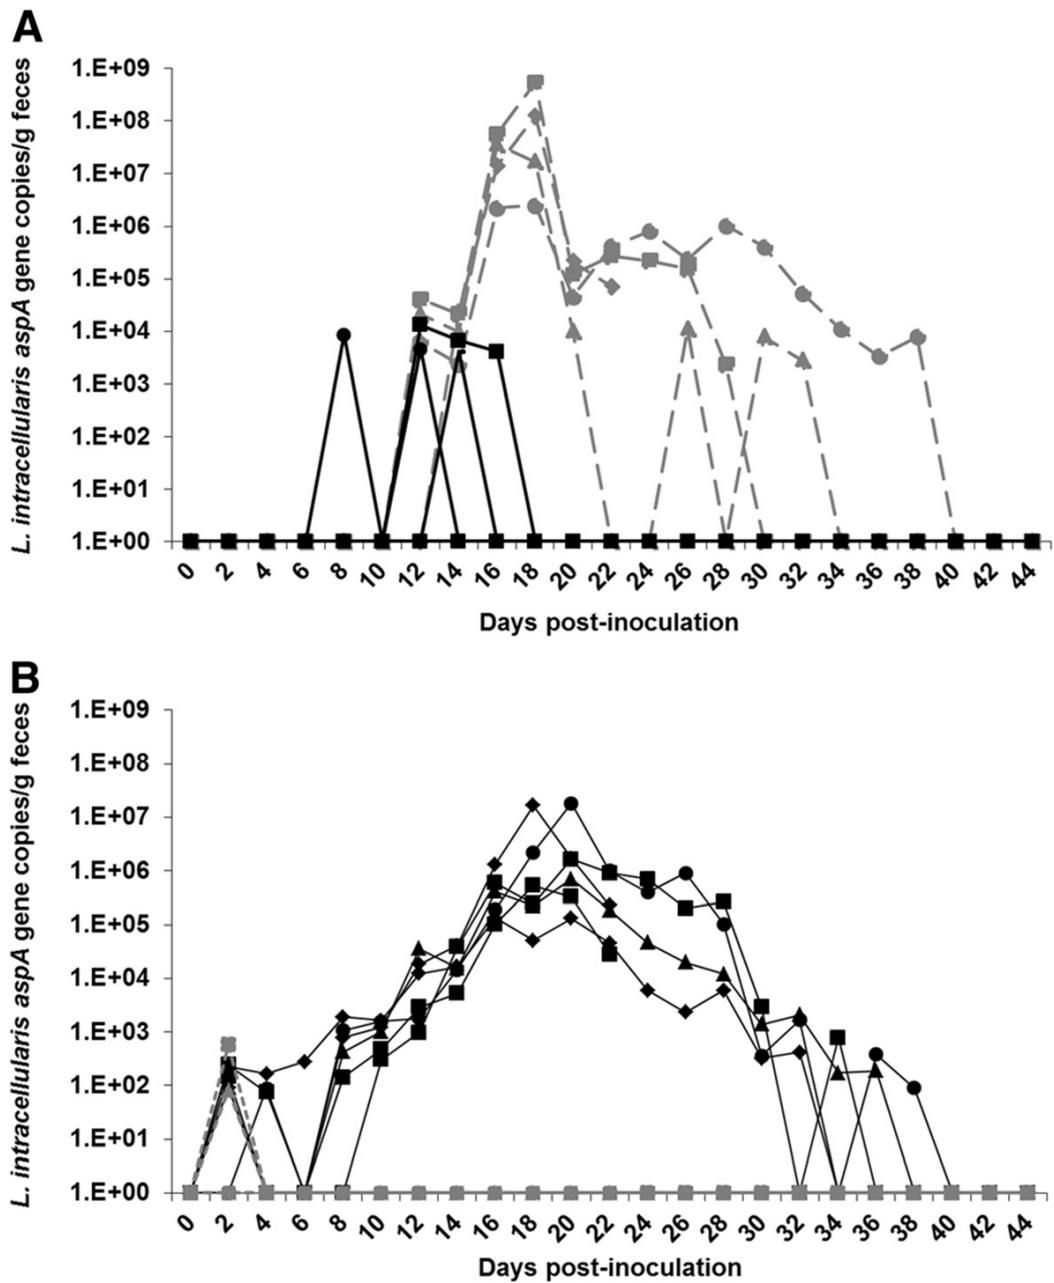 A
L. intracellularis aspA gene copies/g feces
1.E+09
1.E+08
1.E+07
1.E+06
1.E+05
1.E+04
1.E+03
1.E+02
1.E+01
1.E+00
0 2 4 6 8 10 12 14 16 18 20 22 24 26 28 30 32 34 36 38 40 42 44
Days post-inoculation
B
L. intracellularis aspA gene copies/g feces
1.E+09
1.E+08
1.E+07
1.E+06
1.E+05
1.E+04
1.E+03
1.E+02
1.E+01
1.E+00
0 2 4 6 8 10 12 14 16 18 20 22 24 26 28 30 32 34 36 38 40 42 44
Days post-inoculation